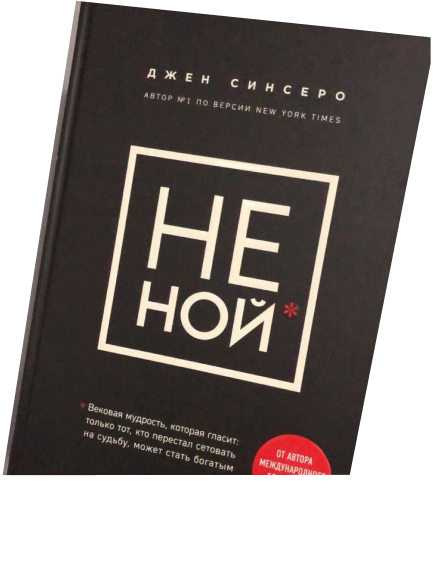 ДЖЕН СИНСЕРО
АВТОР №1 ПО ВЕРСИИ NEW YORK TIMES
НЕ
НОЙ*
* Вековая мудрость, которая гласит:
только тот, кто перестал сетовать
на судьбу, может стать богатым
ОТ АВТОРА
МЕЖДУНАРОДНОГО